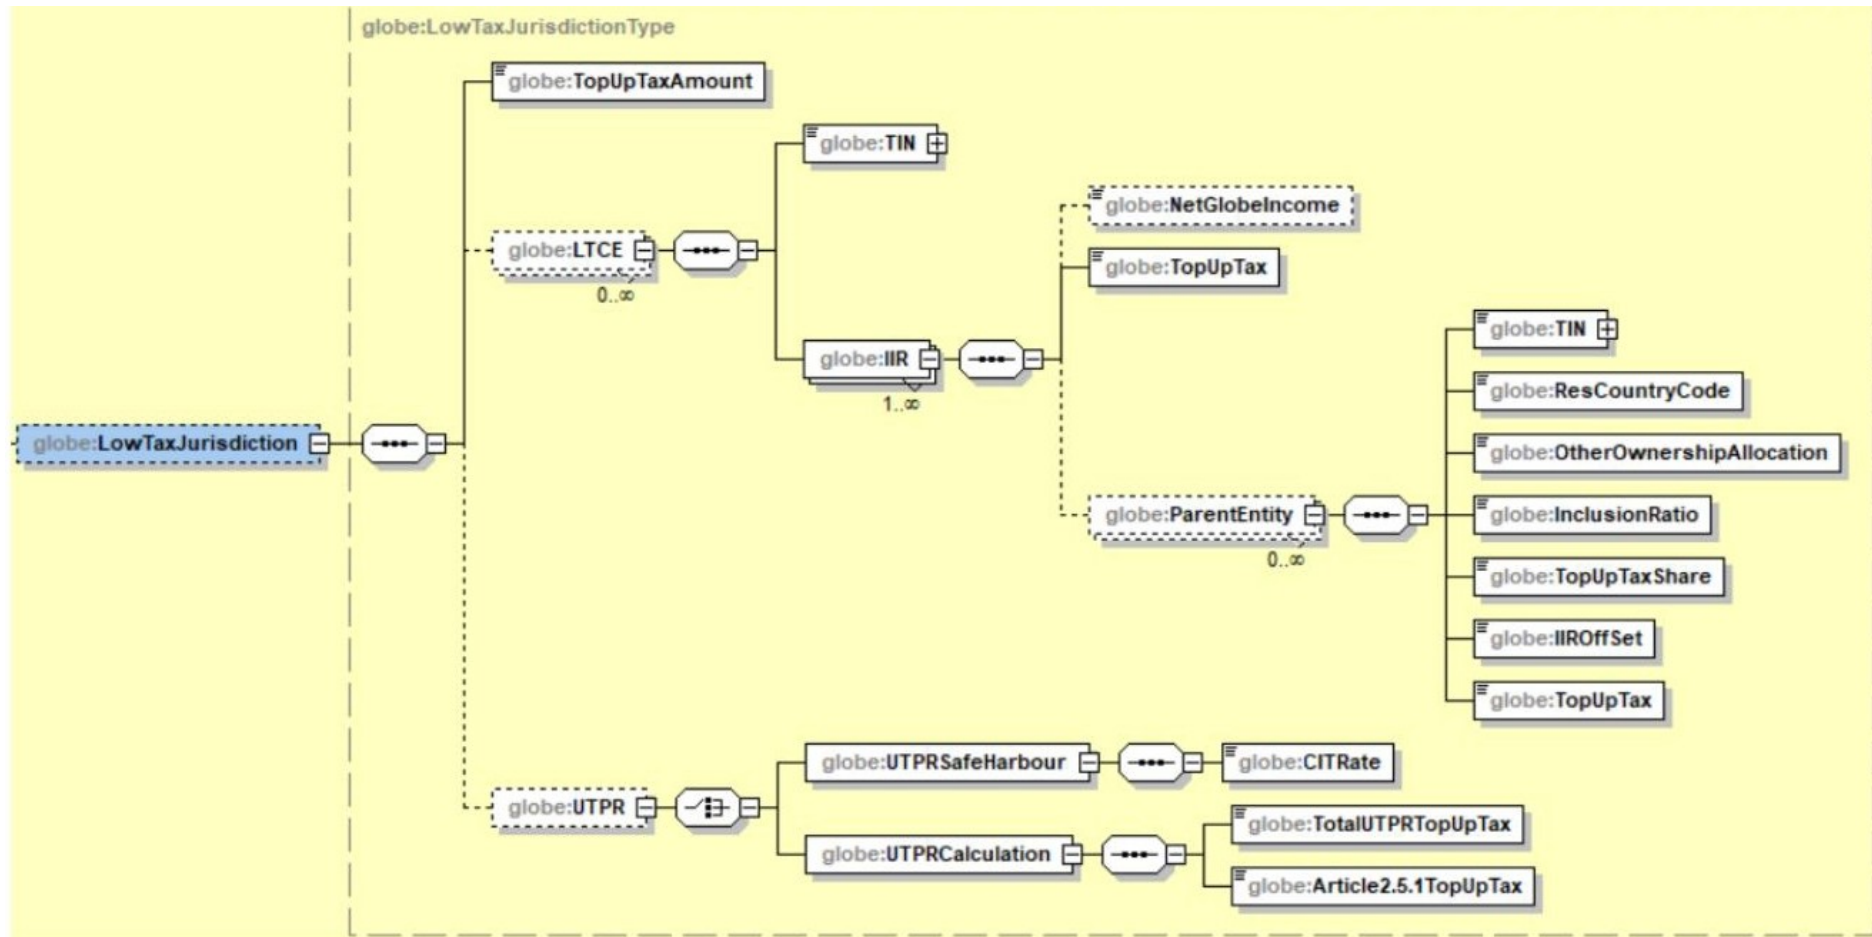 globe:LowTaxJurisdictionType
globe:TopUpTaxAmount
globe:TIN
globe:NetGlobeIncome
globe:LTCE
0..∞
globe:TopUpTax
globe:TIN
globe:IIR
1..∞
globe:ResCountryCode
globe:LowTaxJurisdiction
globe:OtherOwnershipAllocation
globe:ParentEntity
0..∞
globe:InclusionRatio
globe:TopUpTaxShare
globe:IIROffSet
globe:TopUpTax
globe:UTPRSafeHarbour
globe:CITRate
globe:UTPR
globe:TotalUTPRTopUpTax
globe:UTPRCalculation
globe:Article2.5.1TopUpTax